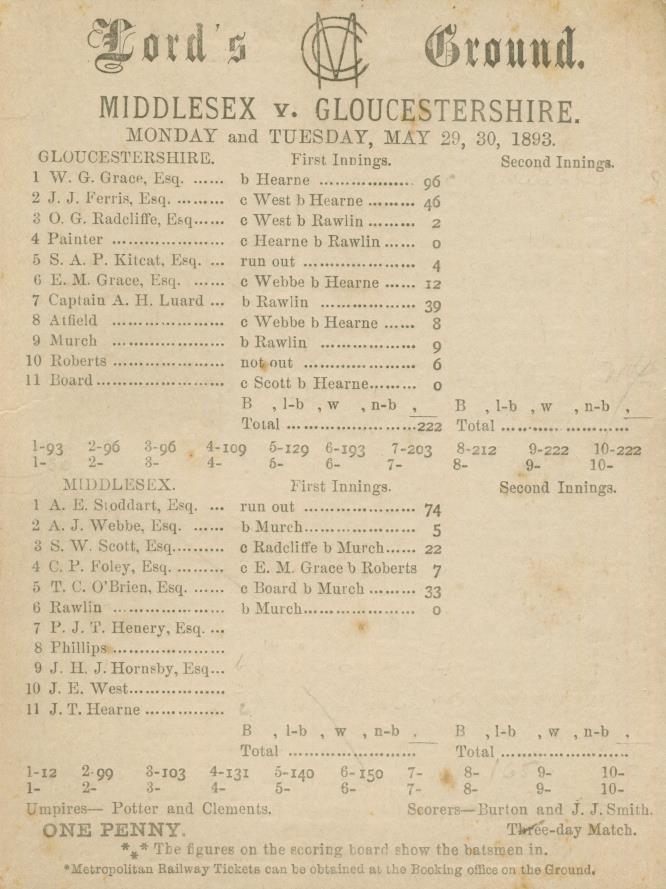 Lord's MCC Ground.
MIDDLESEX v. GLOUCESTERSHIRE.
MONDAY and TUESDAY, MAY 29, 30, 1893.
GLOUCESTERSHIRE. First Innings. Second Innings.
1 W. G. Grace, Esq. ...... b Hearne .................. 96
2 J. J. Ferris, Esq. ......... c West b Hearne ......... 46
3 O. G. Radcliffe, Esq...... c West b Rawlin ......... 2
4 Painter .................. c Hearne b Rawlin ...... 0
5 S. A. P. Kitcat, Esq. ... run out ..................... 4
6 E. M. Grace, Esq. ...... c Webbe b Hearne ...... 12
7 Captain A. H. Luard ... b Rawlin .................. 39
8 Atfield .................. c Webbe b Hearne ...... 8
9 Murch .................. b Rawlin .................. 9
10 Roberts .................. not out .................. 6
11 Board..................... c Scott b Hearne......... 0
B , l-b , w , n-b , B , l-b , w , n-b ,
Total ........................222 Total ........................
1-93 2-96 3-96 4-109 5-129 6-193 7-203 8-212 9-222 10-222
1- 2- 3- 4- 5- 6- 7- 8- 9- 10-
MIDDLESEX. First Innings. Second Innings.
1 A. E. Stoddart, Esq. ... run out ..................... 74
2 A. J. Webbe, Esq. ...... b Murch..................... 5
3 S. W. Scott, Esq.......... c Radcliffe b Murch...... 22
4 C. P. Foley, Esq. ......... c E. M. Grace b Roberts 7
5 T. C. O'Brien, Esq. ...... c Board b Murch ......... 33
6 Rawlin .................. b Murch..................... 0
7 P. J. T. Henery, Esq. ...
8 Phillips..................
9 J. H. J. Hornsby, Esq...
10 J. E. West...............
11 J. T. Hearne ...............
B , l-b , w , n-b . B , l-b , w , n-b .
Total ..................... Total .....................
1-12 2-99 3-103 4-131 5-140 6-150 7- 8- 9- 10-
1- 2- 3- 4- 5- 6- 7- 8- 9- 10-
Umpires— Potter and Clements. Scorers—Burton and J. J. Smith.
ONE PENNY. Three-day Match.
*** The figures on the scoring board show the batsmen in.
*Metropolitan Railway Tickets can be obtained at the Booking office on the Ground.